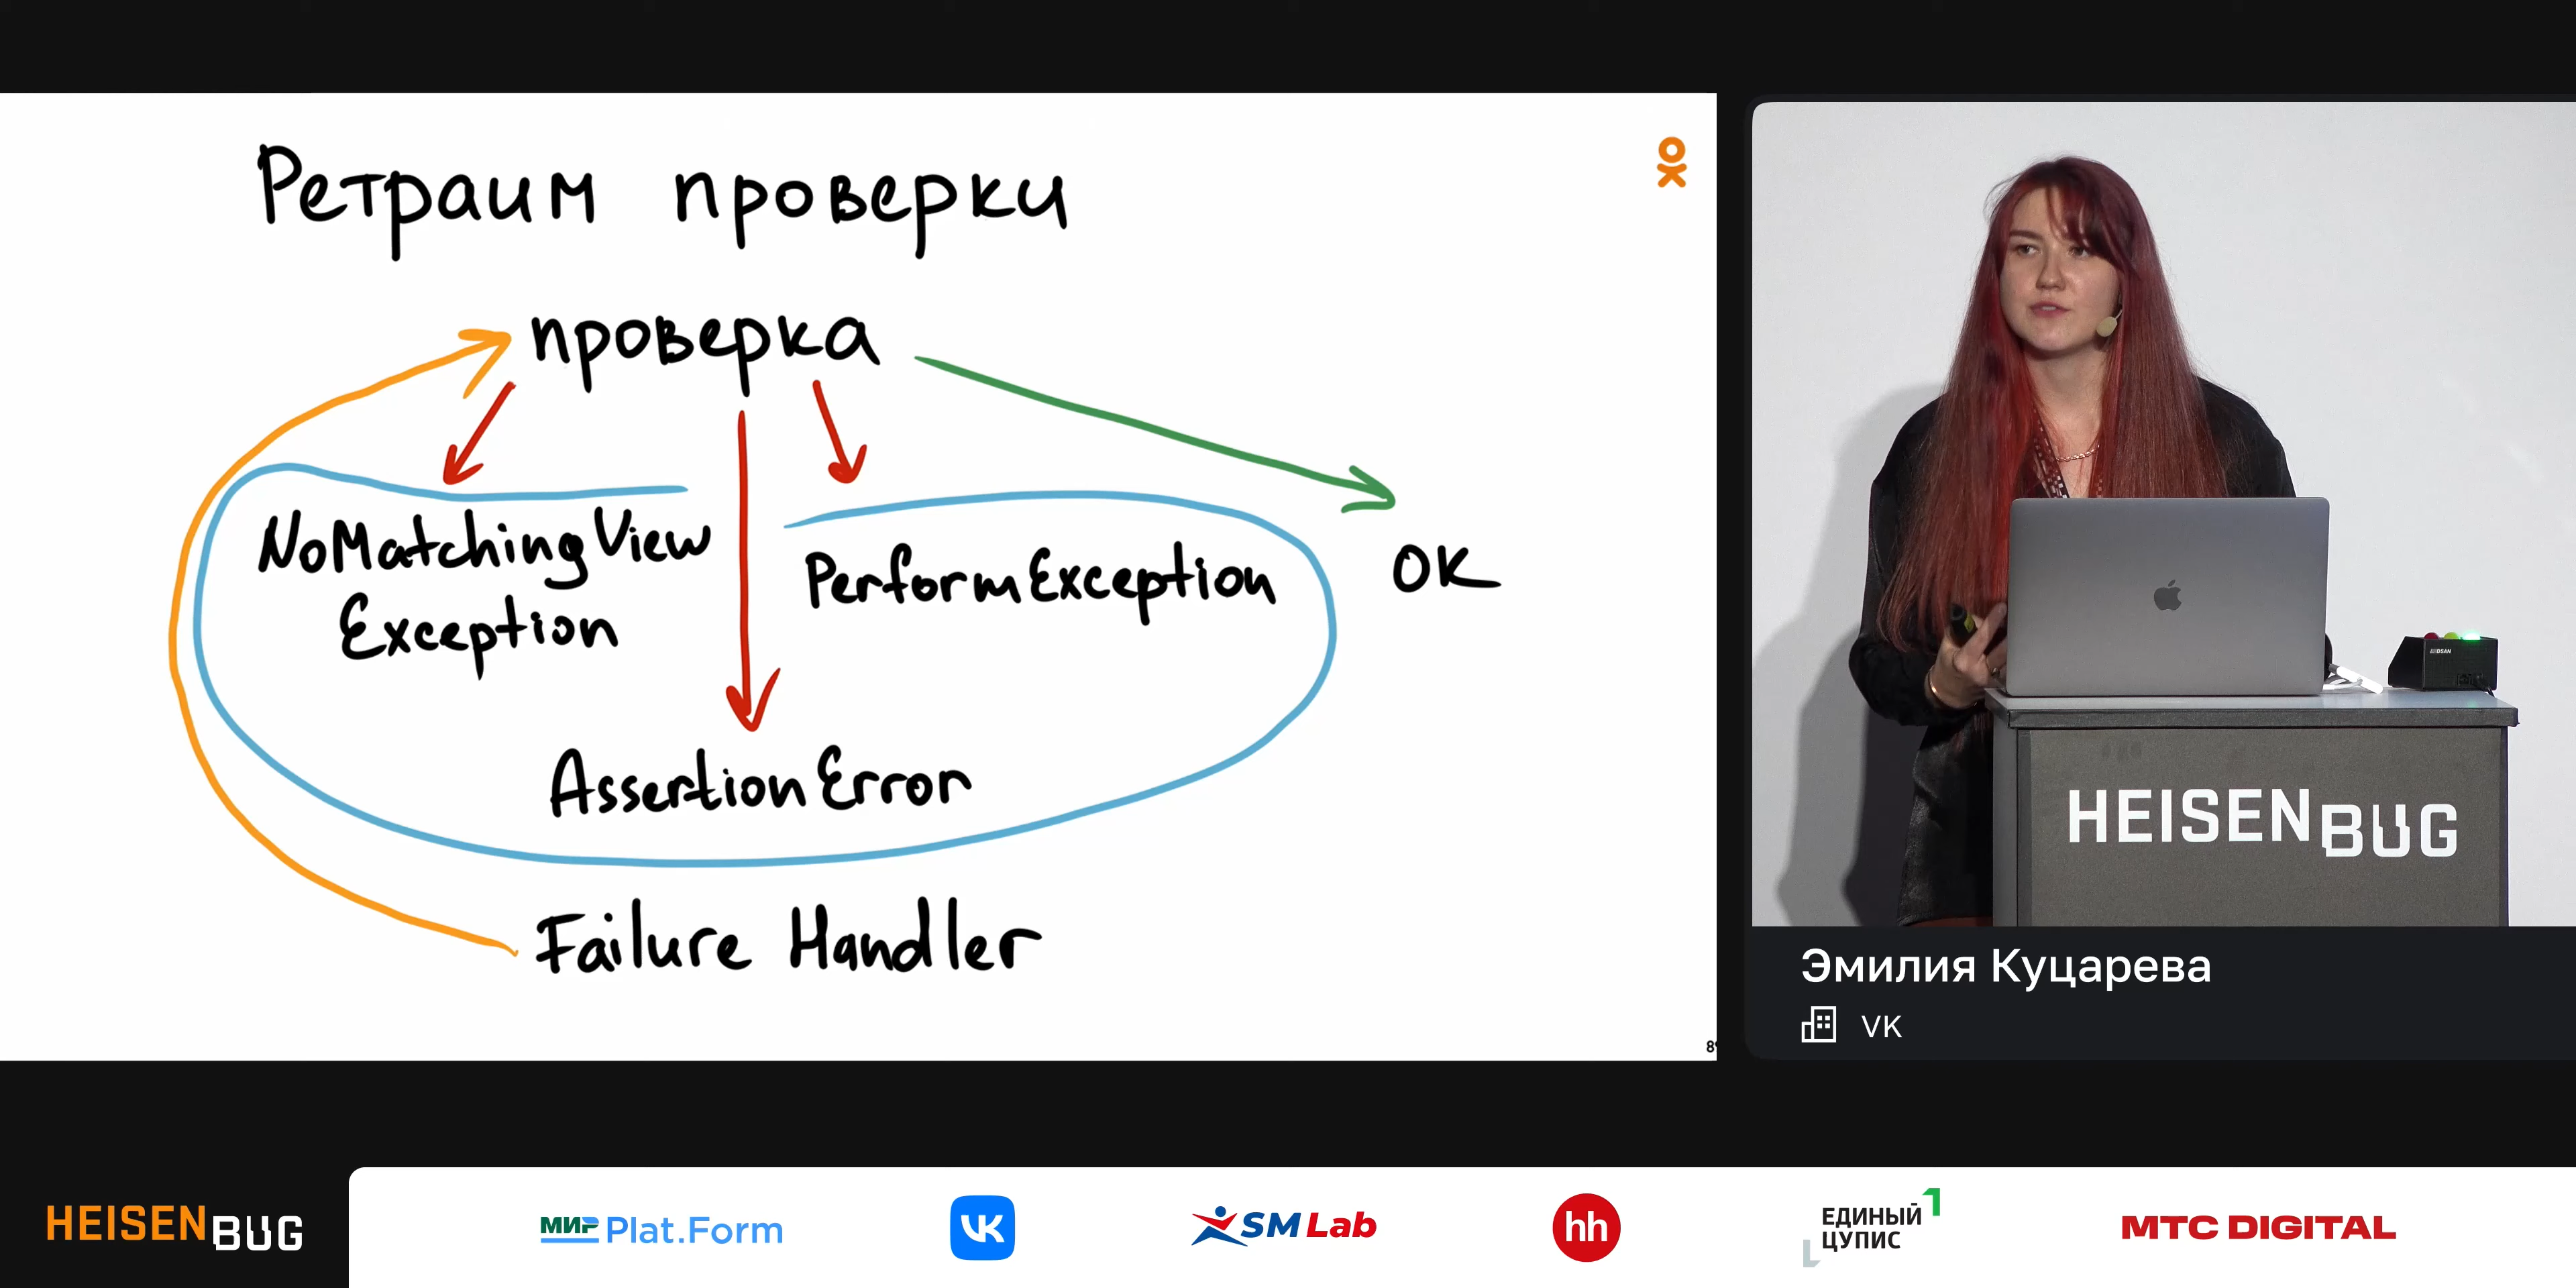 Ретраим проверки
проверка
NoMatchingView
Exception
PerformException
OK
AssertionError
Failure Handler
HEISENBUG
Эмилия Куцарева
VK
HEISENBUG
МИР Plat.Form
VK
SM Lab
hh
ЕДИНЫЙ
ЦУПИС
МТС DIGITAL